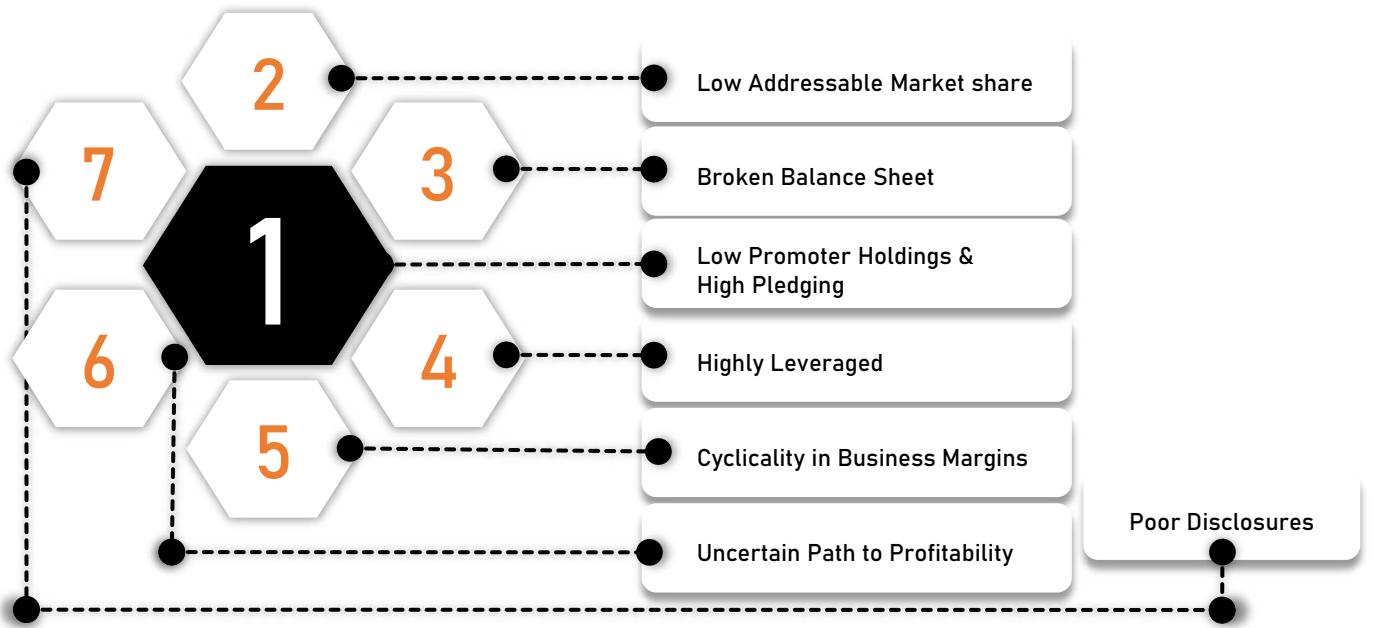 2
Low Addressable Market share
7
3
Broken Balance Sheet
1
Low Promoter Holdings &
High Pledging
6
4
Highly Leveraged
5
Cyclicality in Business Margins
Poor Disclosures
Uncertain Path to Profitability